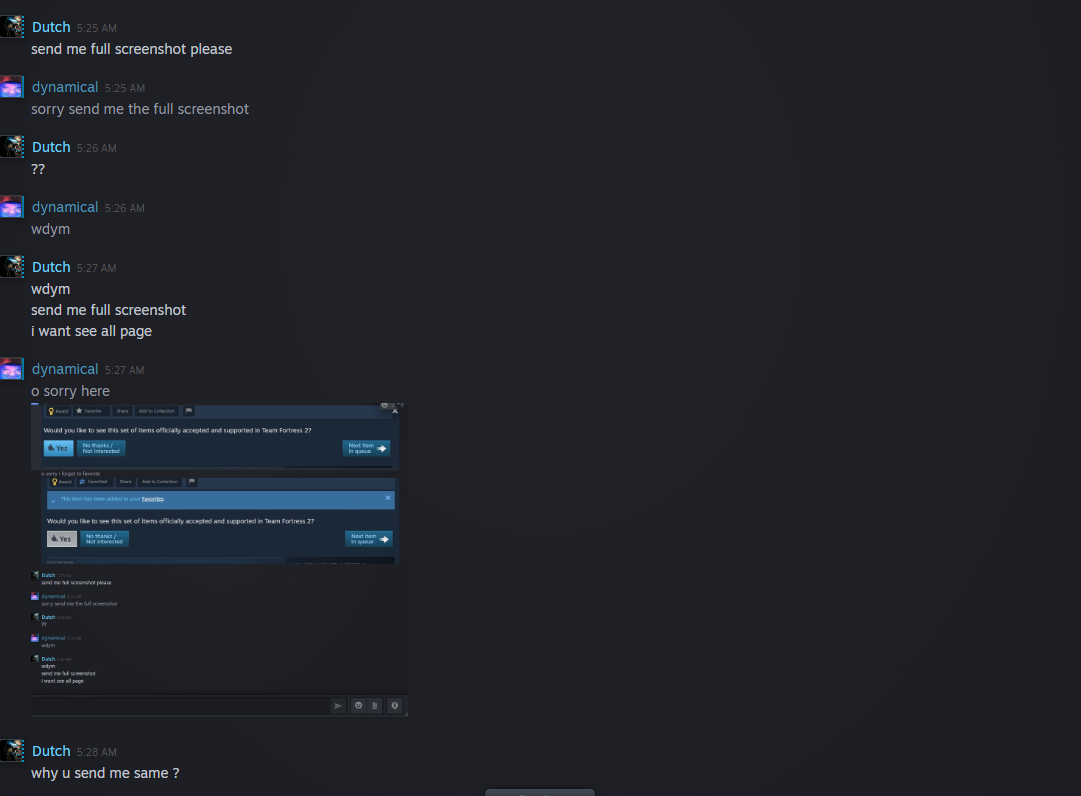 Dutch 5:25 AM
send me full screenshot please
dynamical 5:25 AM
sorry send me the full screenshot
Dutch 5:26 AM
??
dynamical 5:26 AM
wdym
Dutch 5:27 AM
wdym
send me full screenshot
i want see all page
dynamical 5:27 AM
o sorry here
Award Favorite Share Add to Collection
Would you like to see this set of items officially accepted and supported in Team Fortress 2?
Yes No thanks / Not interested Next item in queue
o sorry i forgot to favorite
Award Favorited Share Add to Collection
This item has been added to your Favorites.
Would you like to see this set of items officially accepted and supported in Team Fortress 2?
Yes No thanks / Not interested Next item in queue
Dutch
send me full screenshot please
dynamical
sorry send me the full screenshot
Dutch
??
dynamical
wdym
Dutch
wdym
send me full screenshot
i want see all page
Dutch 5:28 AM
why u send me same ?